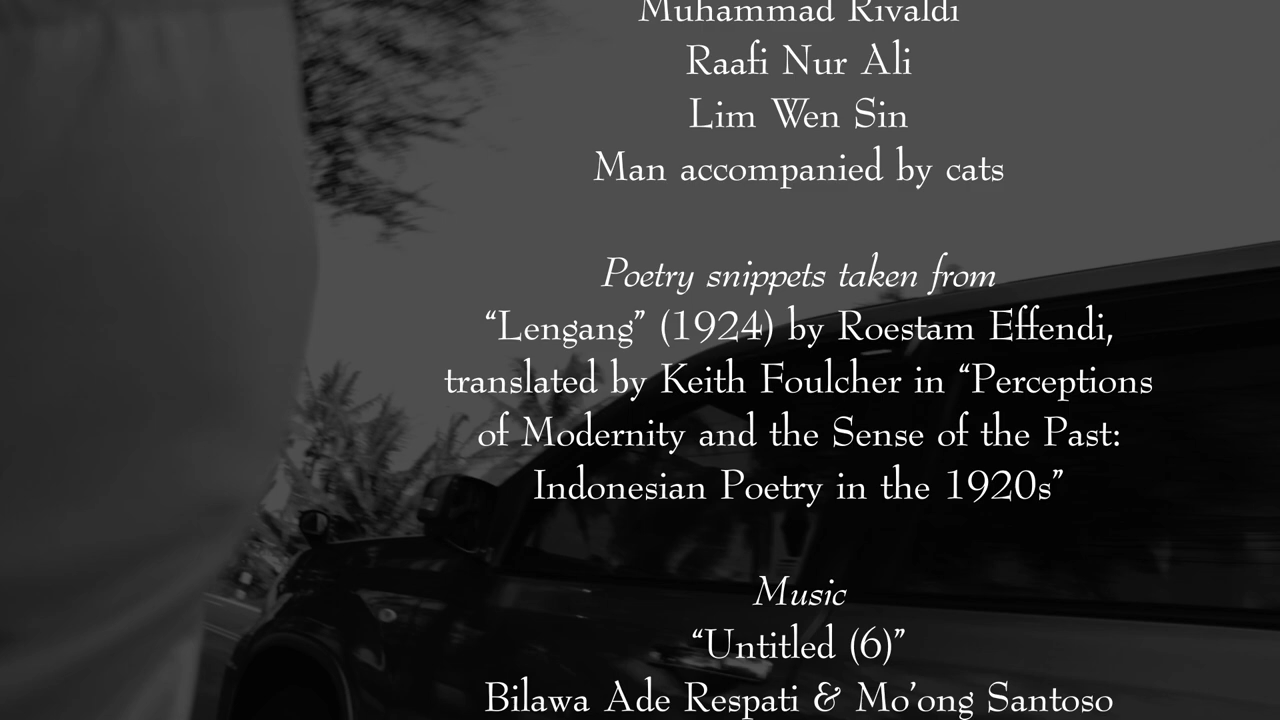 Muhammad Rivaldi
Raafi Nur Ali
Lim Wen Sin
Man accompanied by cats
Poetry snippets taken from
“Lengang” (1924) by Roestam Effendi,
translated by Keith Foulcher in “Perceptions
of Modernity and the Sense of the Past:
Indonesian Poetry in the 1920s”
Music
“Untitled (6)”
Bilawa Ade Respati & Mo’ong Santoso